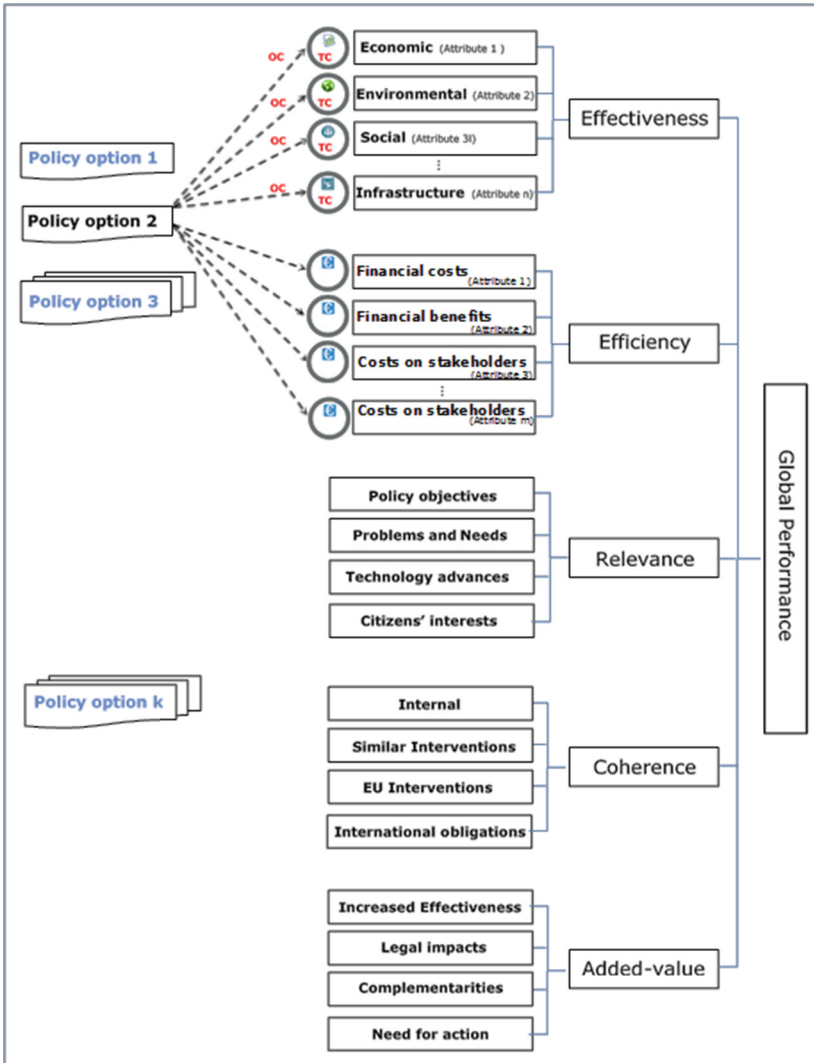 OC
TC
Economic (Attribute 1 )
OC
TC
Environmental (Attribute 2)
OC
TC
Social (Attribute 3l)
⋮
OC
TC
Infrastructure (Attribute n)
Effectiveness
Policy option 1
Policy option 2
Policy option 3
Policy option k
C
Financial costs
(Attribute 1)
C
Financial benefits
(Attribute 2)
C
Costs on stakeholders
(Attribute 3)
⋮
C
Costs on stakeholders
(Attribute m)
Efficiency
Policy objectives
Problems and Needs
Technology advances
Citizens’ interests
Relevance
Internal
Similar Interventions
EU Interventions
International obligations
Coherence
Increased Effectiveness
Legal impacts
Complementarities
Need for action
Added-value
Global Performance